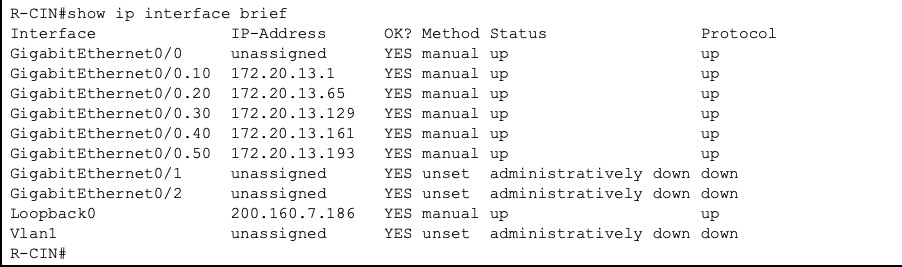 R-CIN#show ip interface brief
Interface              IP-Address      OK? Method Status                Protocol
GigabitEthernet0/0     unassigned      YES manual up                    up
GigabitEthernet0/0.10  172.20.13.1     YES manual up                    up
GigabitEthernet0/0.20  172.20.13.65    YES manual up                    up
GigabitEthernet0/0.30  172.20.13.129   YES manual up                    up
GigabitEthernet0/0.40  172.20.13.161   YES manual up                    up
GigabitEthernet0/0.50  172.20.13.193   YES manual up                    up
GigabitEthernet0/1     unassigned      YES unset  administratively down down
GigabitEthernet0/2     unassigned      YES unset  administratively down down
Loopback0              200.160.7.186   YES manual up                    up
Vlan1                  unassigned      YES unset  administratively down down
R-CIN#